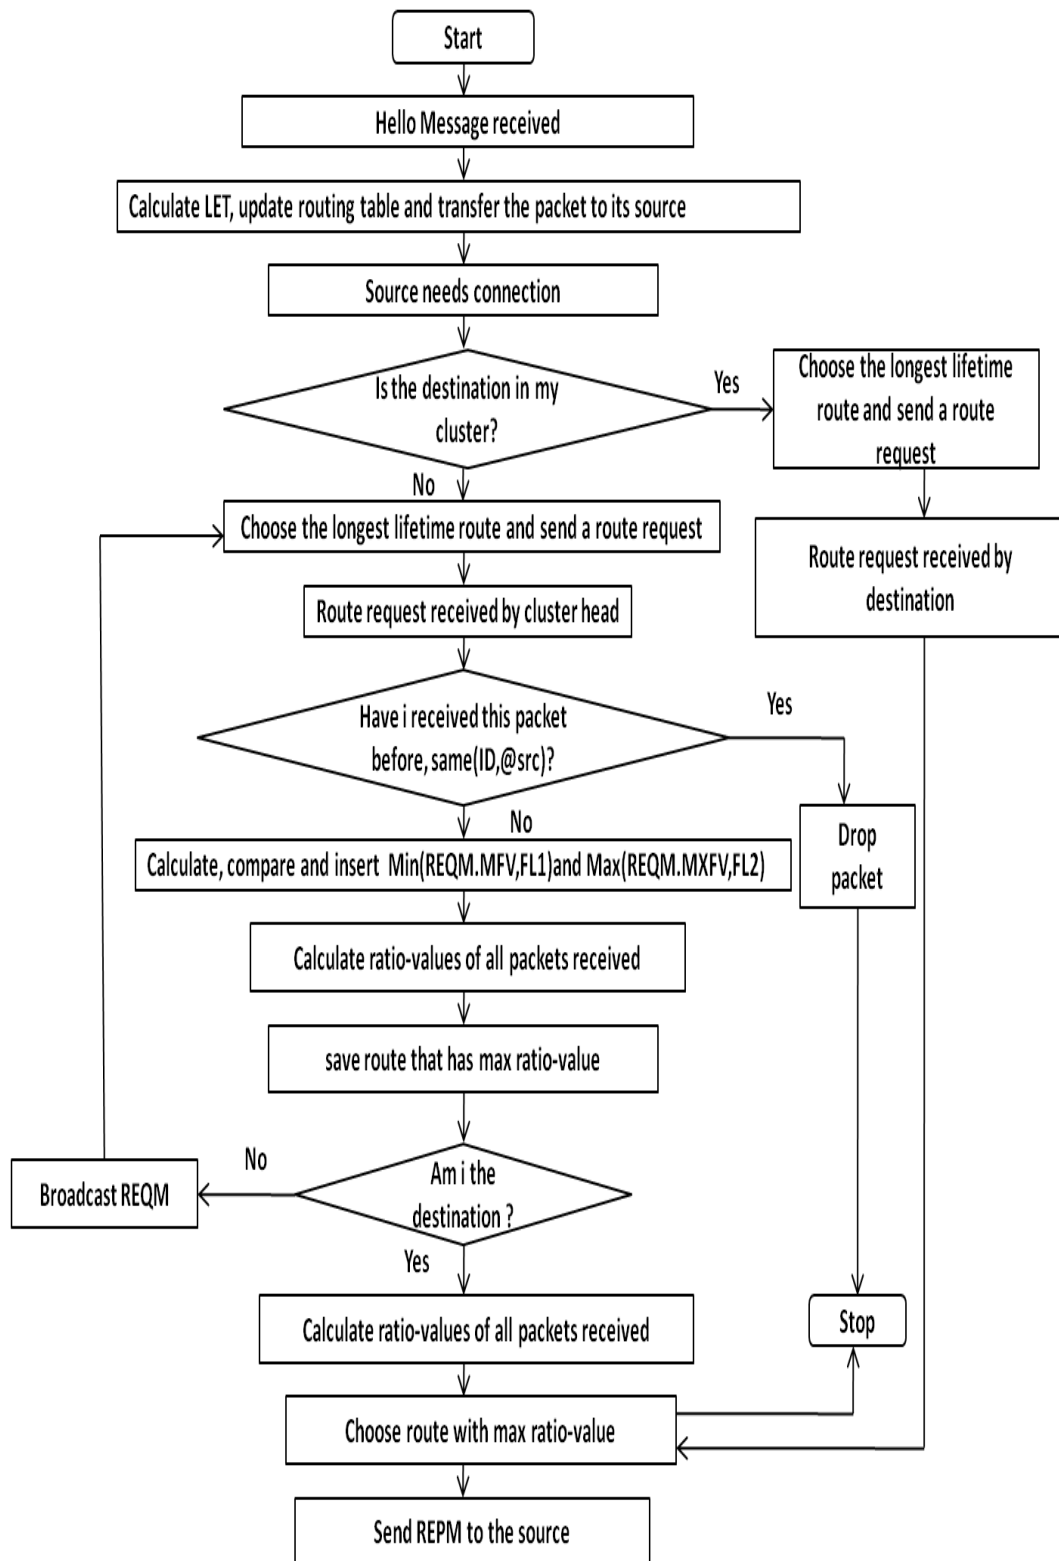 Start
Hello Message received
Calculate LET, update routing table and transfer the packet to its source
Source needs connection
Is the destination in my
cluster?
Yes
Choose the longest lifetime
route and send a route
request
No
Choose the longest lifetime route and send a route request
Route request received by
destination
Route request received by cluster head
Have i received this packet
before, same(ID,@src)?
Yes
No
Drop
packet
Calculate, compare and insert Min(REQM.MFV,FL1)and Max(REQM.MXFV,FL2)
Calculate ratio-values of all packets received
save route that has max ratio-value
Am i the
destination ?
No
Broadcast REQM
Yes
Calculate ratio-values of all packets received
Stop
Choose route with max ratio-value
Send REPM to the source